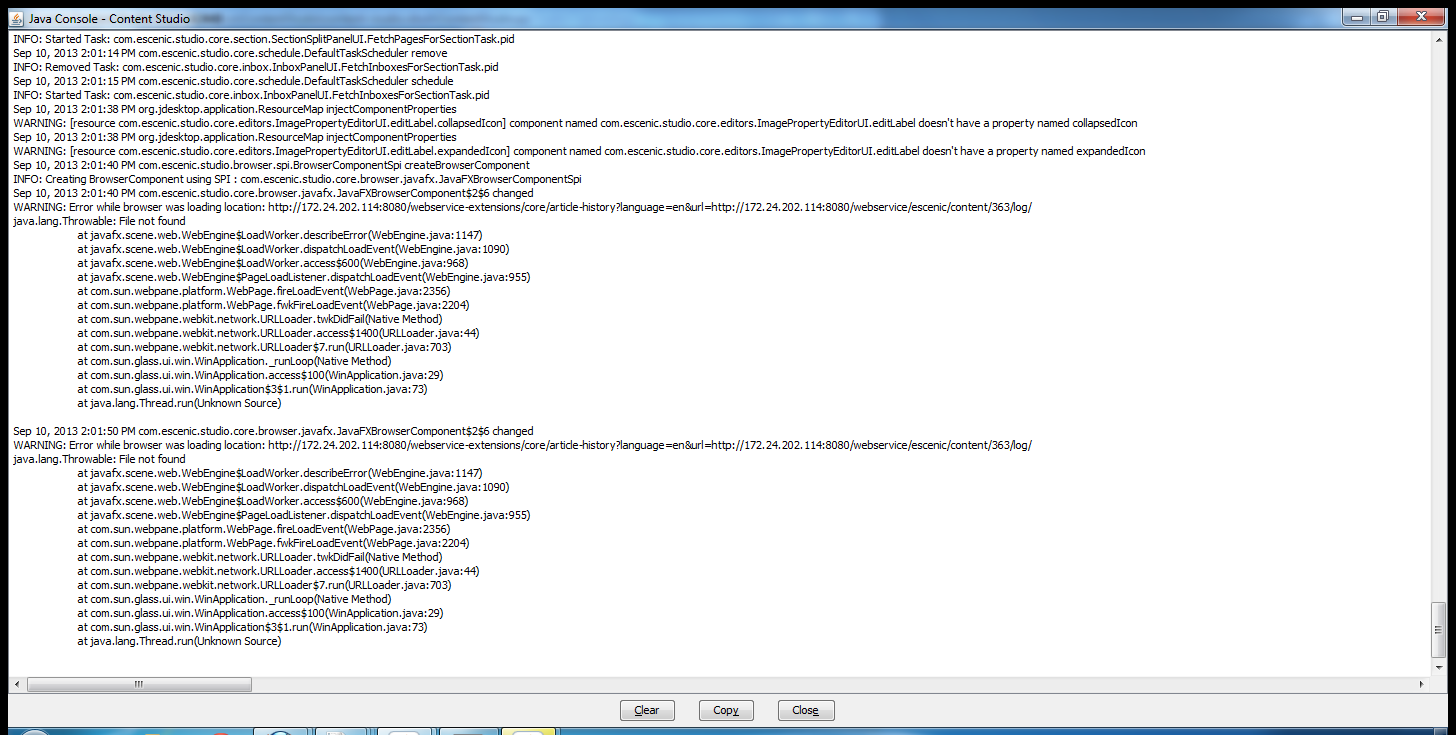 Java Console - Content Studio
INFO: Started Task: com.escenic.studio.core.section.SectionSplitPanelUI.FetchPagesForSectionTask.pid
Sep 10, 2013 2:01:14 PM com.escenic.studio.core.schedule.DefaultTaskScheduler remove
INFO: Removed Task: com.escenic.studio.core.inbox.InboxPanelUI.FetchInboxesForSectionTask.pid
Sep 10, 2013 2:01:15 PM com.escenic.studio.core.schedule.DefaultTaskScheduler schedule
INFO: Started Task: com.escenic.studio.core.inbox.InboxPanelUI.FetchInboxesForSectionTask.pid
Sep 10, 2013 2:01:38 PM org.jdesktop.application.ResourceMap injectComponentProperties
WARNING: [resource com.escenic.studio.core.editors.ImagePropertyEditorUI.editLabel.collapsedIcon] component named com.escenic.studio.core.editors.ImagePropertyEditorUI.editLabel doesn't have a property named collapsedIcon
Sep 10, 2013 2:01:38 PM org.jdesktop.application.ResourceMap injectComponentProperties
WARNING: [resource com.escenic.studio.core.editors.ImagePropertyEditorUI.editLabel.expandedIcon] component named com.escenic.studio.core.editors.ImagePropertyEditorUI.editLabel doesn't have a property named expandedIcon
Sep 10, 2013 2:01:40 PM com.escenic.studio.browser.spi.BrowserComponentSpi createBrowserComponent
INFO: Creating BrowserComponent using SPI : com.escenic.studio.core.browser.javafx.JavaFXBrowserComponentSpi
Sep 10, 2013 2:01:40 PM com.escenic.studio.core.browser.javafx.JavaFXBrowserComponent$2$6 changed
WARNING: Error while browser was loading location: http://172.24.202.114:8080/webservice-extensions/core/article-history?language=en&url=http://172.24.202.114:8080/webservice/escenic/content/363/log/
java.lang.Throwable: File not found
at javafx.scene.web.WebEngine$LoadWorker.describeError(WebEngine.java:1147)
at javafx.scene.web.WebEngine$LoadWorker.dispatchLoadEvent(WebEngine.java:1090)
at javafx.scene.web.WebEngine$LoadWorker.access$600(WebEngine.java:968)
at javafx.scene.web.WebEngine$PageLoadListener.dispatchLoadEvent(WebEngine.java:955)
at com.sun.webpane.platform.WebPage.fireLoadEvent(WebPage.java:2356)
at com.sun.webpane.platform.WebPage.fwkFireLoadEvent(WebPage.java:2204)
at com.sun.webpane.webkit.network.URLLoader.twkDidFail(Native Method)
at com.sun.webpane.webkit.network.URLLoader.access$1400(URLLoader.java:44)
at com.sun.webpane.webkit.network.URLLoader$7.run(URLLoader.java:703)
at com.sun.glass.ui.win.WinApplication._runLoop(Native Method)
at com.sun.glass.ui.win.WinApplication.access$100(WinApplication.java:29)
at com.sun.glass.ui.win.WinApplication$3$1.run(WinApplication.java:73)
at java.lang.Thread.run(Unknown Source)
Sep 10, 2013 2:01:50 PM com.escenic.studio.core.browser.javafx.JavaFXBrowserComponent$2$6 changed
WARNING: Error while browser was loading location: http://172.24.202.114:8080/webservice-extensions/core/article-history?language=en&url=http://172.24.202.114:8080/webservice/escenic/content/363/log/
java.lang.Throwable: File not found
at javafx.scene.web.WebEngine$LoadWorker.describeError(WebEngine.java:1147)
at javafx.scene.web.WebEngine$LoadWorker.dispatchLoadEvent(WebEngine.java:1090)
at javafx.scene.web.WebEngine$LoadWorker.access$600(WebEngine.java:968)
at javafx.scene.web.WebEngine$PageLoadListener.dispatchLoadEvent(WebEngine.java:955)
at com.sun.webpane.platform.WebPage.fireLoadEvent(WebPage.java:2356)
at com.sun.webpane.platform.WebPage.fwkFireLoadEvent(WebPage.java:2204)
at com.sun.webpane.webkit.network.URLLoader.twkDidFail(Native Method)
at com.sun.webpane.webkit.network.URLLoader.access$1400(URLLoader.java:44)
at com.sun.webpane.webkit.network.URLLoader$7.run(URLLoader.java:703)
at com.sun.glass.ui.win.WinApplication._runLoop(Native Method)
at com.sun.glass.ui.win.WinApplication.access$100(WinApplication.java:29)
at com.sun.glass.ui.win.WinApplication$3$1.run(WinApplication.java:73)
at java.lang.Thread.run(Unknown Source)
Clear Copy Close